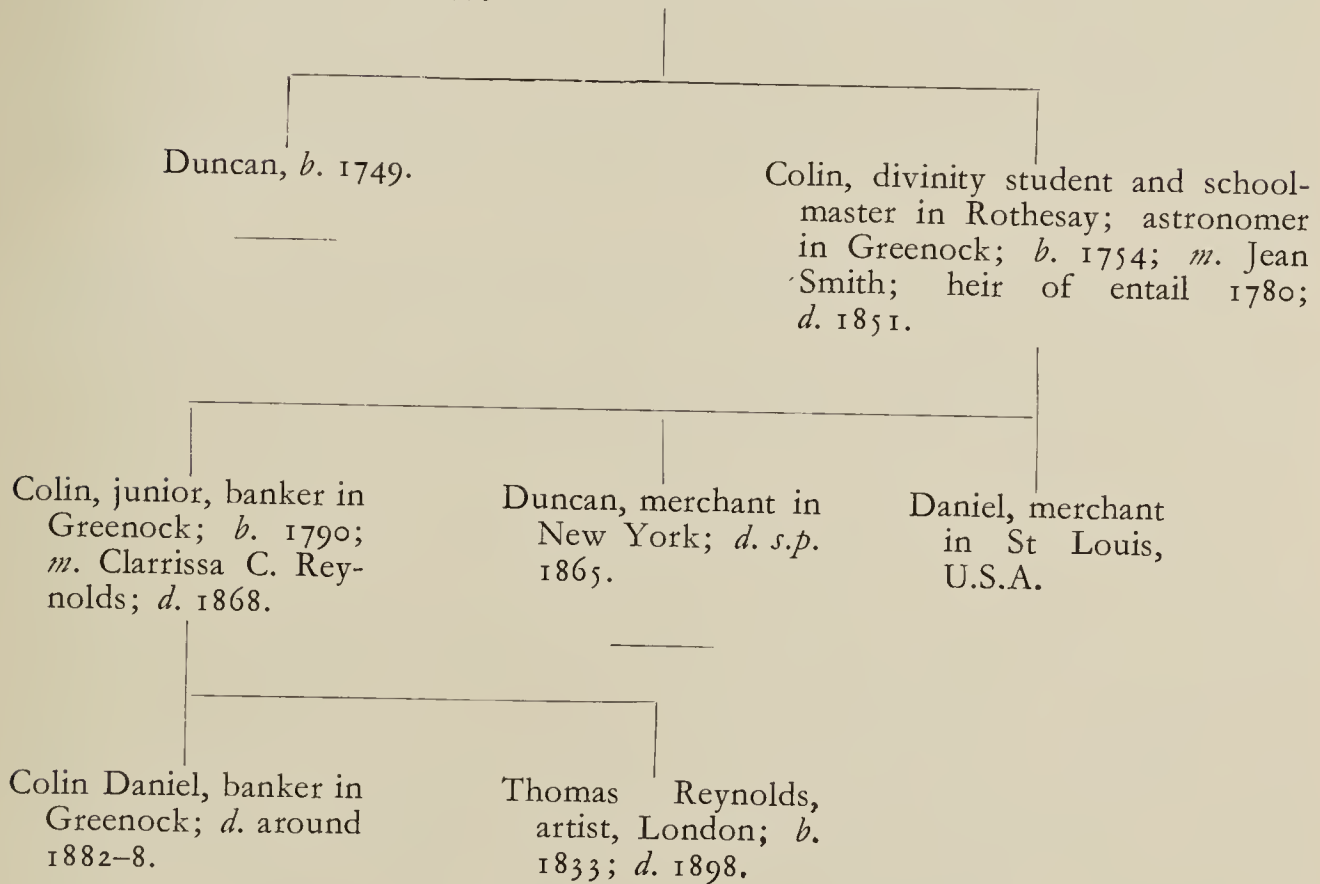 Duncan, b. 1749.
Colin, divinity student and school-
master in Rothesay; astronomer
in Greenock; b. 1754; m. Jean
Smith; heir of entail 1780;
d. 1851.
Colin, junior, banker in
Greenock; b. 1790;
m. Clarrissa C. Rey-
nolds; d. 1868.
Duncan, merchant in
New York; d. s.p.
1865.
Daniel, merchant
in St Louis,
U.S.A.
Colin Daniel, banker in
Greenock; d. around
1882–8.
Thomas Reynolds,
artist, London; b.
1833; d. 1898.